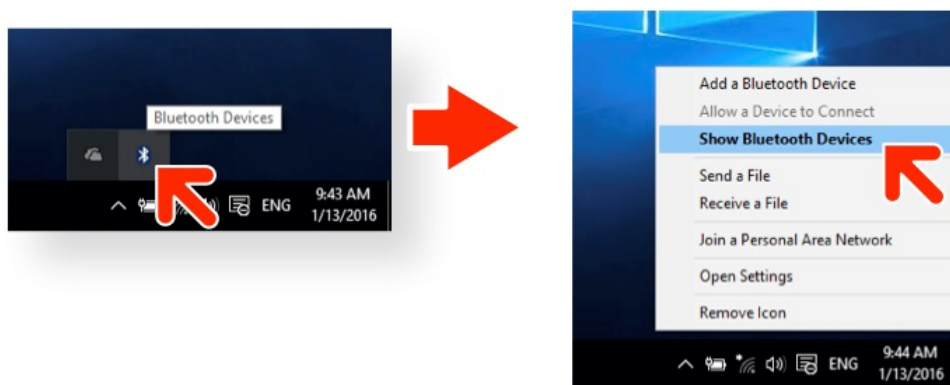 Bluetooth Devices
ENG
9:43 AM
1/13/2016
Add a Bluetooth Device
Allow a Device to Connect
Show Bluetooth Devices
Send a File
Receive a File
Join a Personal Area Network
Open Settings
Remove Icon
ENG
9:44 AM
1/13/2016